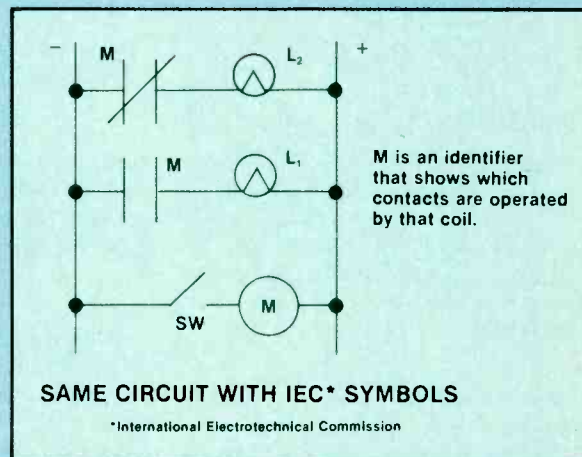 − +
M L₂
M L₁
M is an identifier
that shows which
contacts are operated
by that coil.
SW M
SAME CIRCUIT WITH IEC* SYMBOLS
*International Electrotechnical Commission